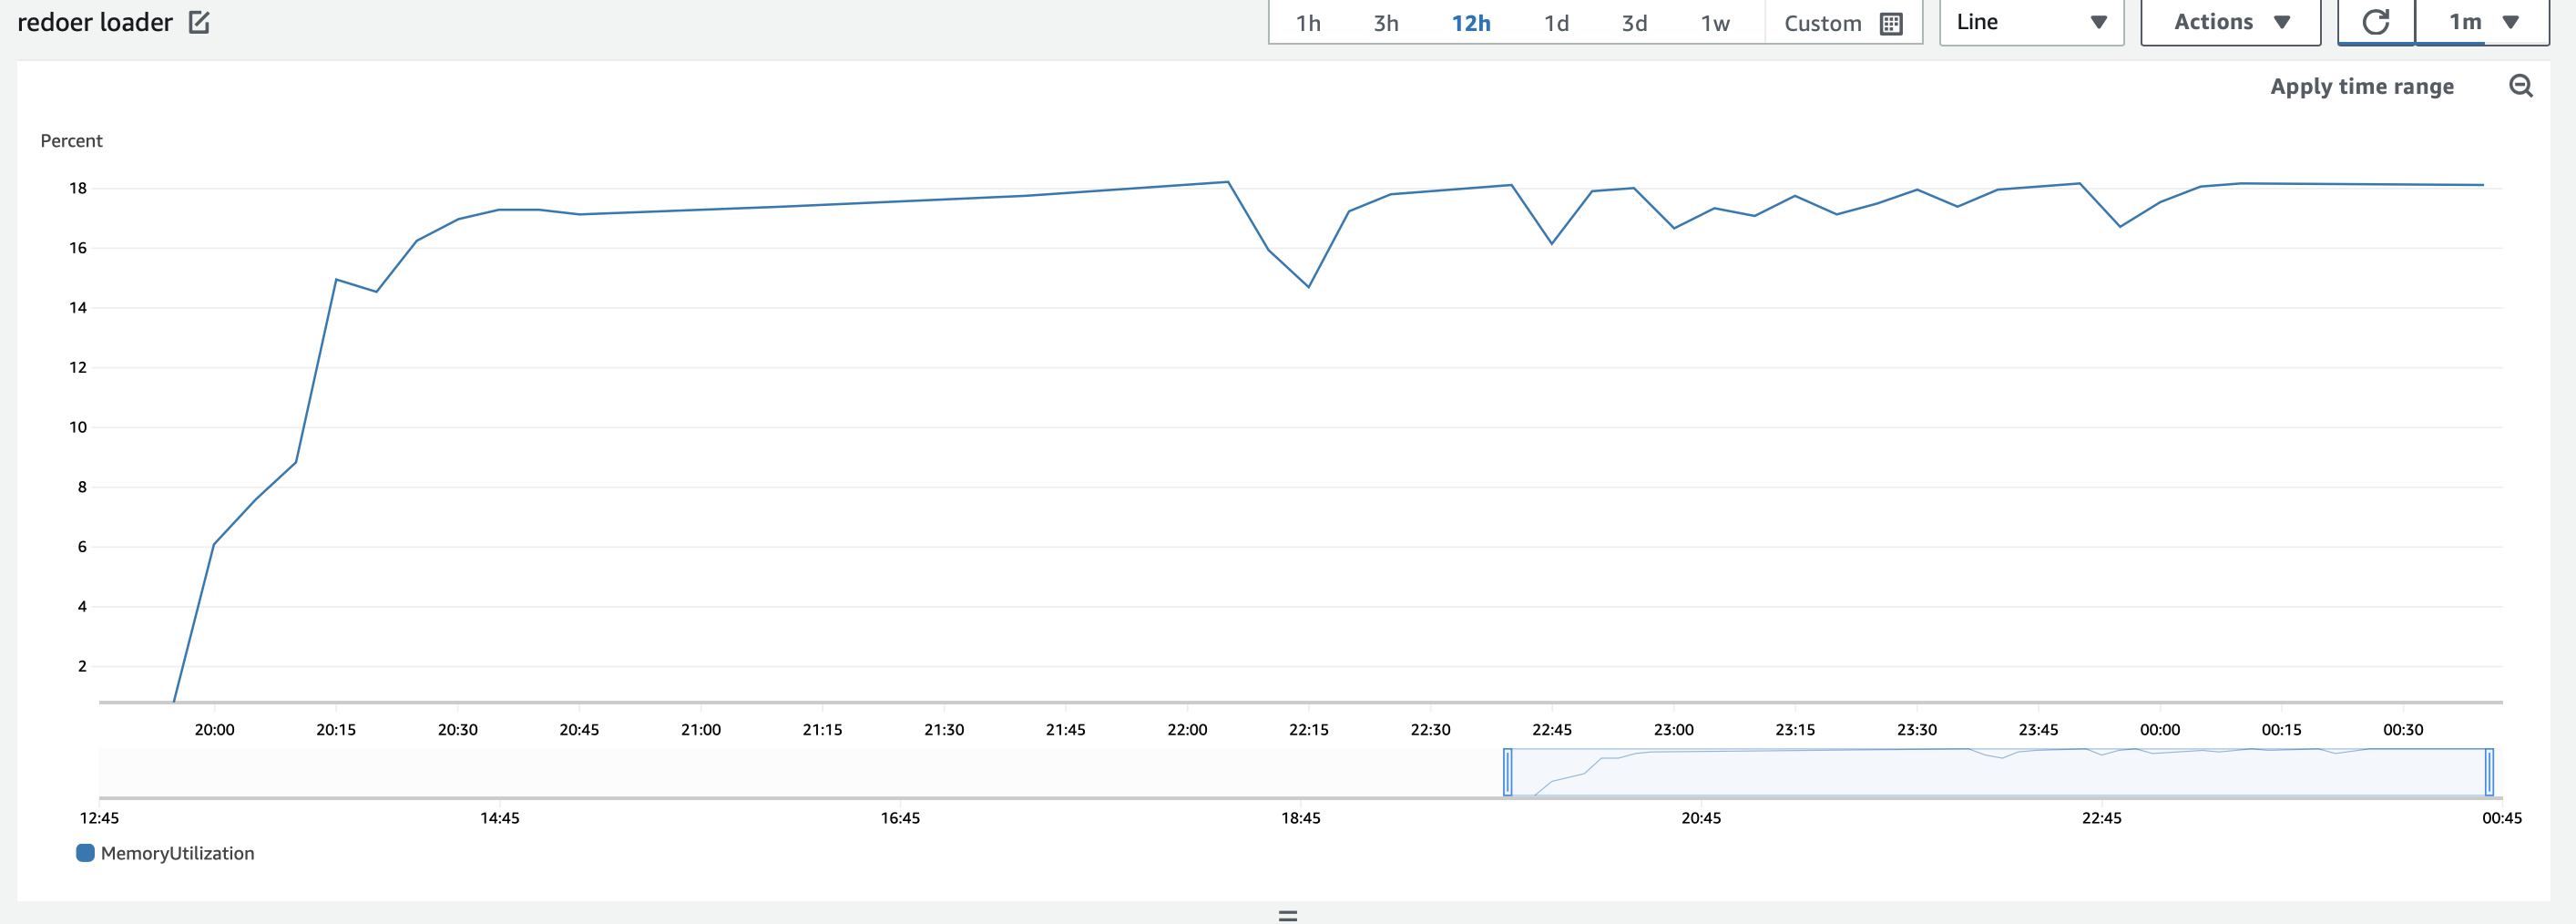 redoer loader 1h 3h 12h 1d 3d 1w Custom Line Actions 1m
Apply time range
Percent
18
16
14
12
10
8
6
4
2
20:00 20:15 20:30 20:45 21:00 21:15 21:30 21:45 22:00 22:15 22:30 22:45 23:00 23:15 23:30 23:45 00:00 00:15 00:30
12:45 14:45 16:45 18:45 20:45 22:45 00:45
MemoryUtilization